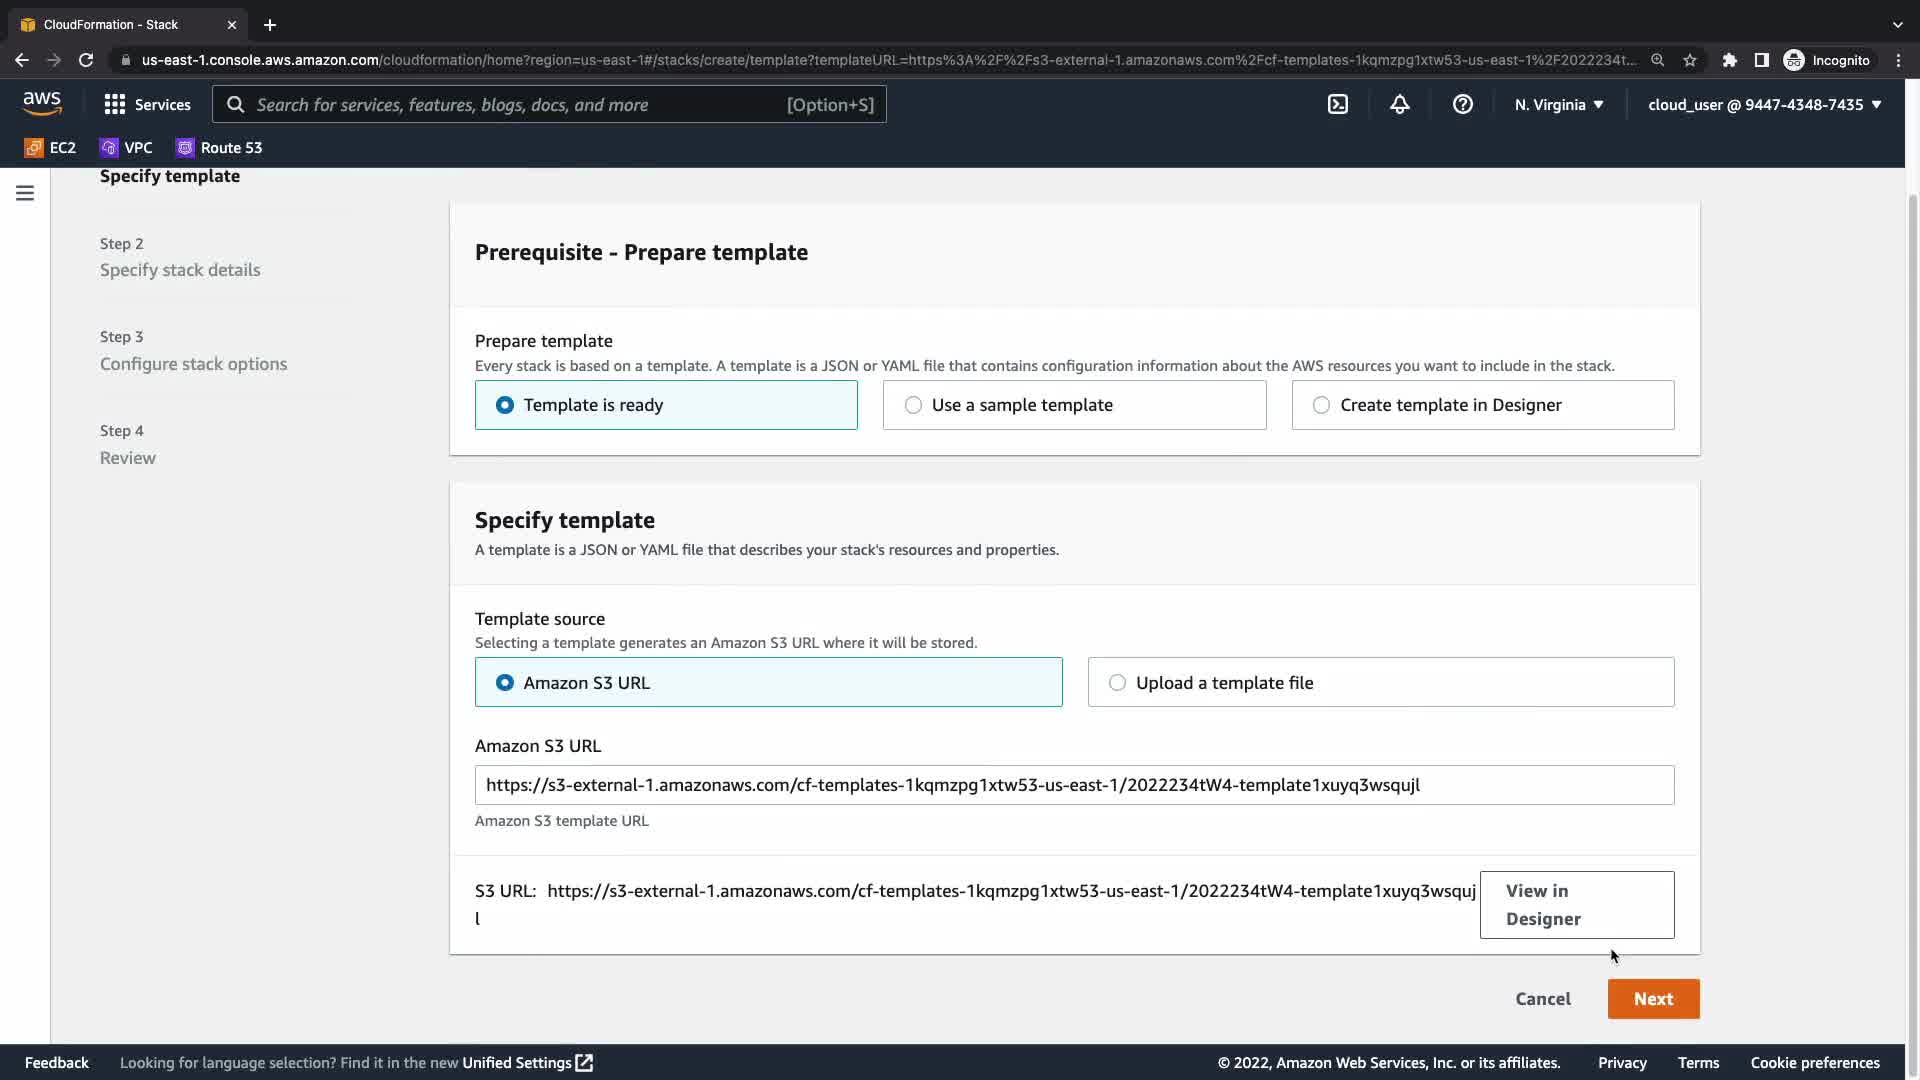 CloudFormation - Stack
us-east-1.console.aws.amazon.com/cloudformation/home?region=us-east-1#/stacks/create/template?templateURL=https%3A%2F%2Fs3-external-1.amazonaws.com%2Fcf-templates-1kqmzpg1xtw53-us-east-1%2F2022234t...
Incognito
aws
Services
Search for services, features, blogs, docs, and more
[Option+S]
N. Virginia
cloud_user @ 9447-4348-7435
EC2
VPC
Route 53
Specify template
Step 2
Specify stack details
Step 3
Configure stack options
Step 4
Review
Prerequisite - Prepare template
Prepare template
Every stack is based on a template. A template is a JSON or YAML file that contains configuration information about the AWS resources you want to include in the stack.
Template is ready
Use a sample template
Create template in Designer
Specify template
A template is a JSON or YAML file that describes your stack's resources and properties.
Template source
Selecting a template generates an Amazon S3 URL where it will be stored.
Amazon S3 URL
Upload a template file
Amazon S3 URL
https://s3-external-1.amazonaws.com/cf-templates-1kqmzpg1xtw53-us-east-1/2022234tW4-template1xuyq3wsqujl
Amazon S3 template URL
S3 URL: https://s3-external-1.amazonaws.com/cf-templates-1kqmzpg1xtw53-us-east-1/2022234tW4-template1xuyq3wsquj
l
View in
Designer
Cancel
Next
Feedback
Looking for language selection? Find it in the new Unified Settings
© 2022, Amazon Web Services, Inc. or its affiliates.
Privacy
Terms
Cookie preferences